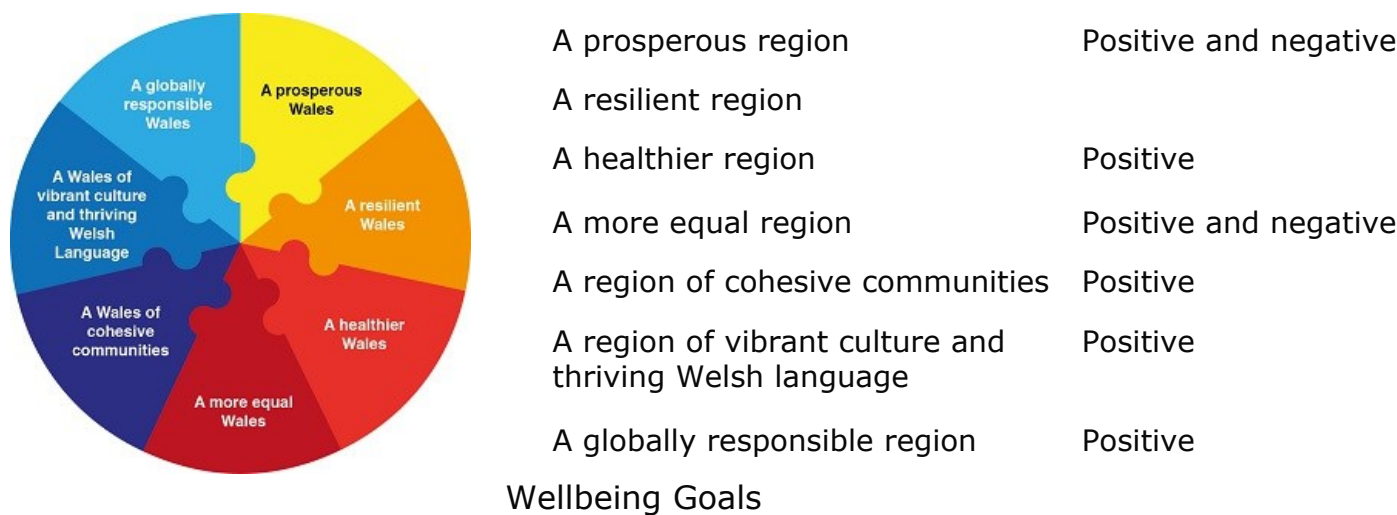 A globally
responsible
Wales
A prosperous
Wales
A resilient
Wales
A healthier
Wales
A more equal
Wales
A Wales of
cohesive
communities
A Wales of
vibrant culture
and thriving
Welsh
Language
A prosperous region Positive and negative
A resilient region
A healthier region Positive
A more equal region Positive and negative
A region of cohesive communities Positive
A region of vibrant culture and Positive
thriving Welsh language
A globally responsible region Positive
Wellbeing Goals